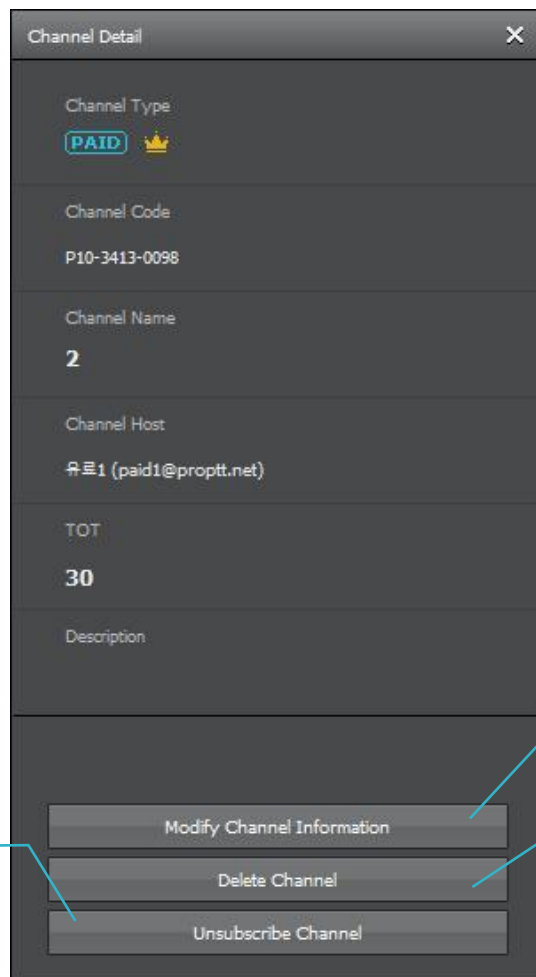 Channel Detail
Channel Type
PAID
Channel Code
P10-3413-0098
Channel Name
2
Channel Host
유료1 (paid1@proptt.net)
TOT
30
Description
Modify Channel Information
Delete Channel
Unsubscribe Channel